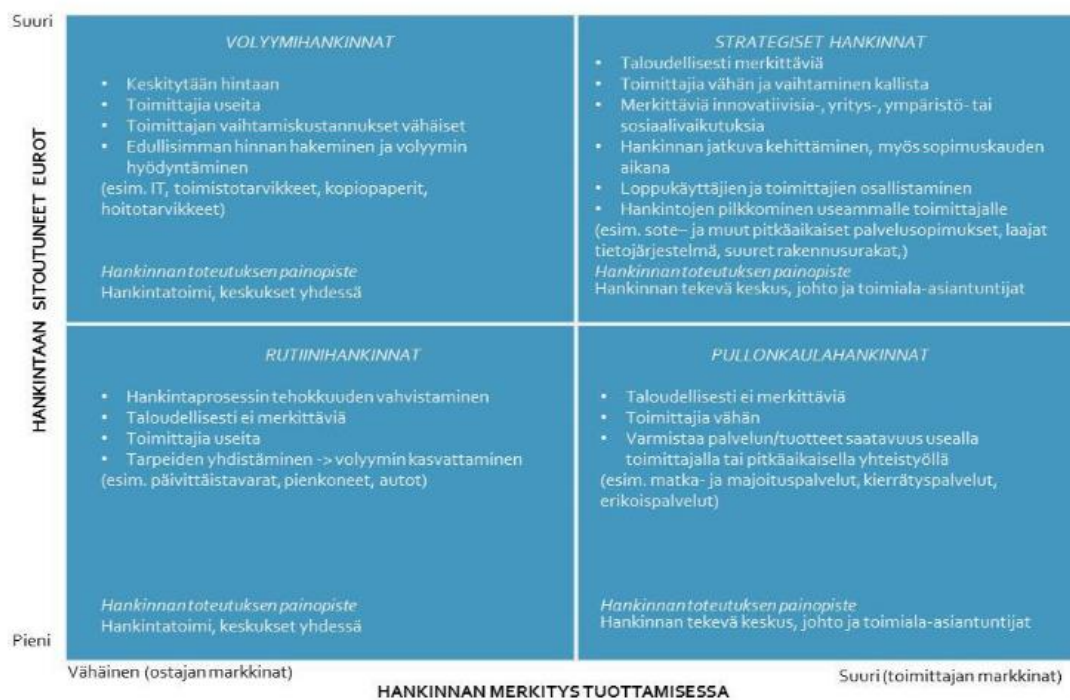 Suuri
HANKINTAAN SITOUTUNEET EUROT
Pieni
VOLYYMIHANKINNAT
• Keskitytään hintaan
• Toimittajia useita
• Toimittajan vaihtamiskustannukset vähäiset
• Edullisimman hinnan hakeminen ja volyymin
hyödyntäminen
(esim. IT, toimistotarvikkeet, kopiopaperit,
hoitotarvikkeet)
Hankinnan toteutuksen painopiste
Hankintatoimi, keskukset yhdessä
STRATEGISET HANKINNAT
• Taloudellisesti merkittäviä
• Toimittajia vähän ja vaihtaminen kallista
• Merkittäviä innovatiivisia-, yritys-, ympäristö- tai
sosiaalivaikutuksia
• Hankinnan jatkuva kehittäminen, myös sopimuskauden
aikana
• Loppukäyttäjien ja toimittajien osallistaminen
• Hankintojen pilkkominen useammalle toimittajalle
(esim. sote– ja muut pitkäaikaiset palvelusopimukset, laajat
tietojärjestelmä, suuret rakennusurakat,)
Hankinnan toteutuksen painopiste
Hankinnan tekevä keskus, johto ja toimiala-asiantuntijat
RUTIINIHANKINNAT
• Hankintaprosessin tehokkuuden vahvistaminen
• Taloudellisesti ei merkittäviä
• Toimittajia useita
• Tarpeiden yhdistäminen -> volyymin kasvattaminen
(esim. päivittäistavarat, pienkoneet, autot)
Hankinnan toteutuksen painopiste
Hankintatoimi, keskukset yhdessä
PULLONKAULAHANKINNAT
• Taloudellisesti ei merkittäviä
• Toimittajia vähän
• Varmistaa palvelun/tuotteet saatavuus usealla
toimittajalla tai pitkäaikaisella yhteistyöllä
(esim. matka- ja majoituspalvelut, kierrätyspalvelut,
erikoispalvelut)
Hankinnan toteutuksen painopiste
Hankinnan tekevä keskus, johto ja toimiala-asiantuntijat
Vähäinen (ostajan markkinat)
Suuri (toimittajan markkinat)
HANKINNAN MERKITYS TUOTTAMISESSA